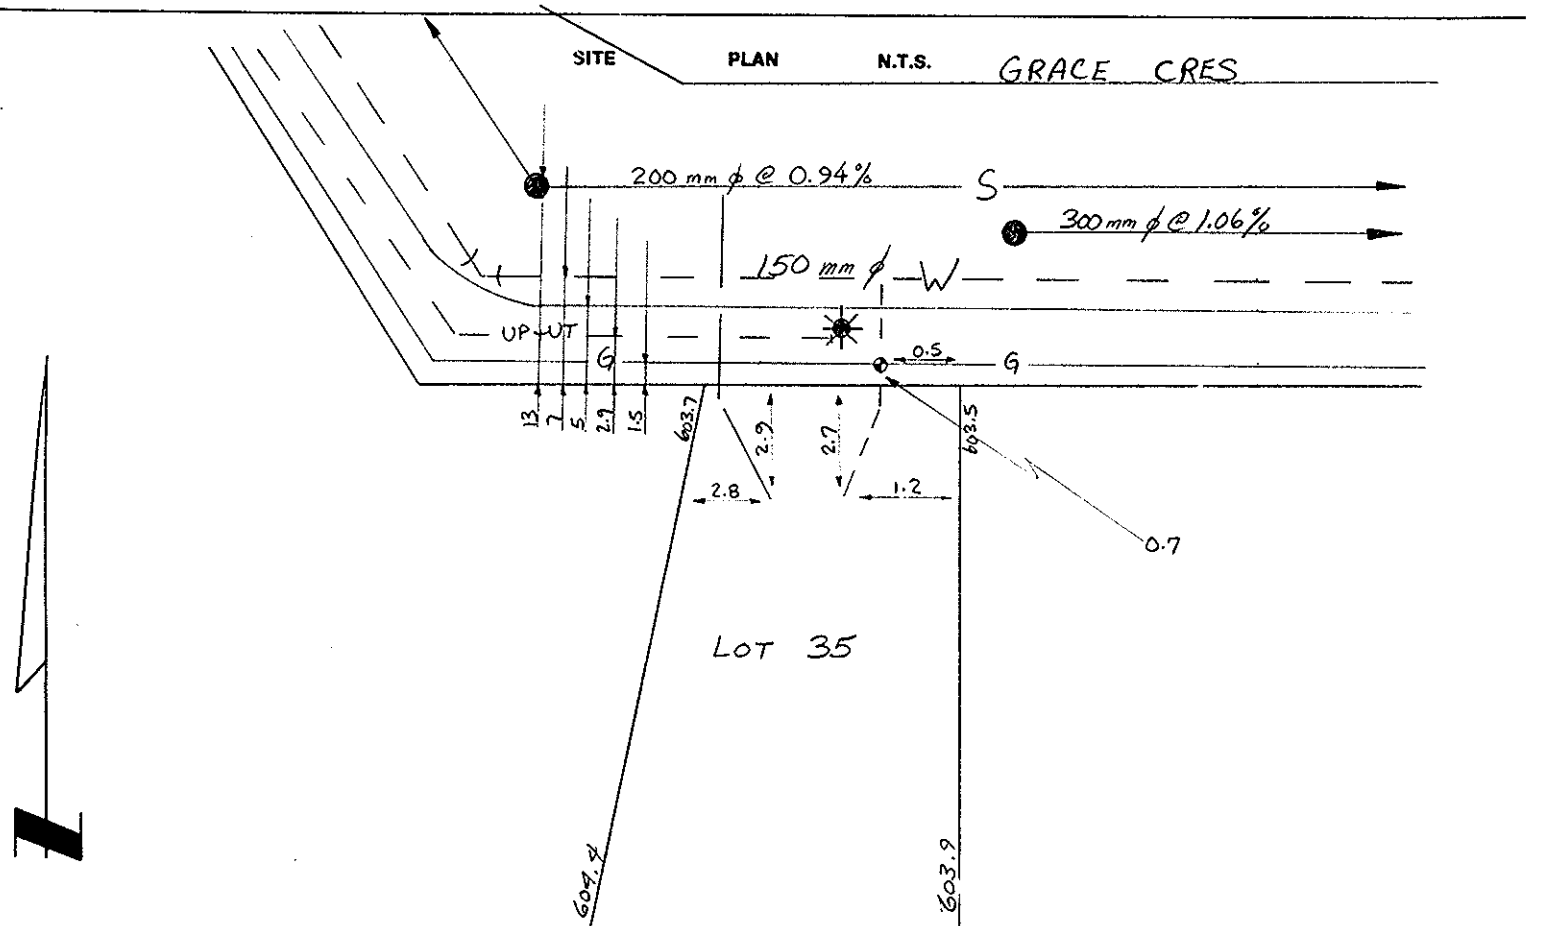 SITE PLAN N.T.S. GRACE CRES
200 mm ϕ @ 0.94% S
300 mm ϕ @ 1.06%
150 mm ϕ W
UP-UT
G 0.5 G
13 7 5 2.9 1.5 603.7 2.9 2.7 603.5
2.8 1.2
0.7
LOT 35
604.4 603.9
Z